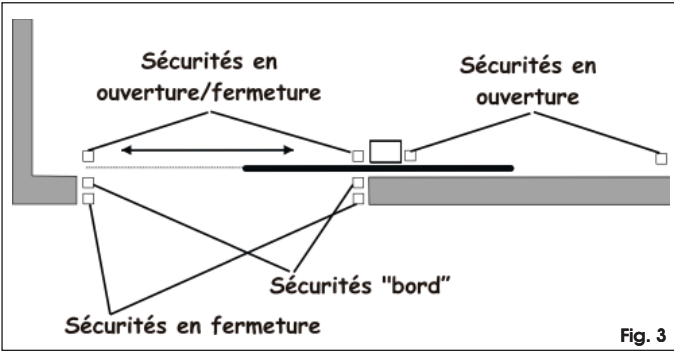 Sécurités en
ouverture/fermeture
Sécurités en
ouverture
Sécurités "bord"
Sécurités en fermeture
Fig. 3